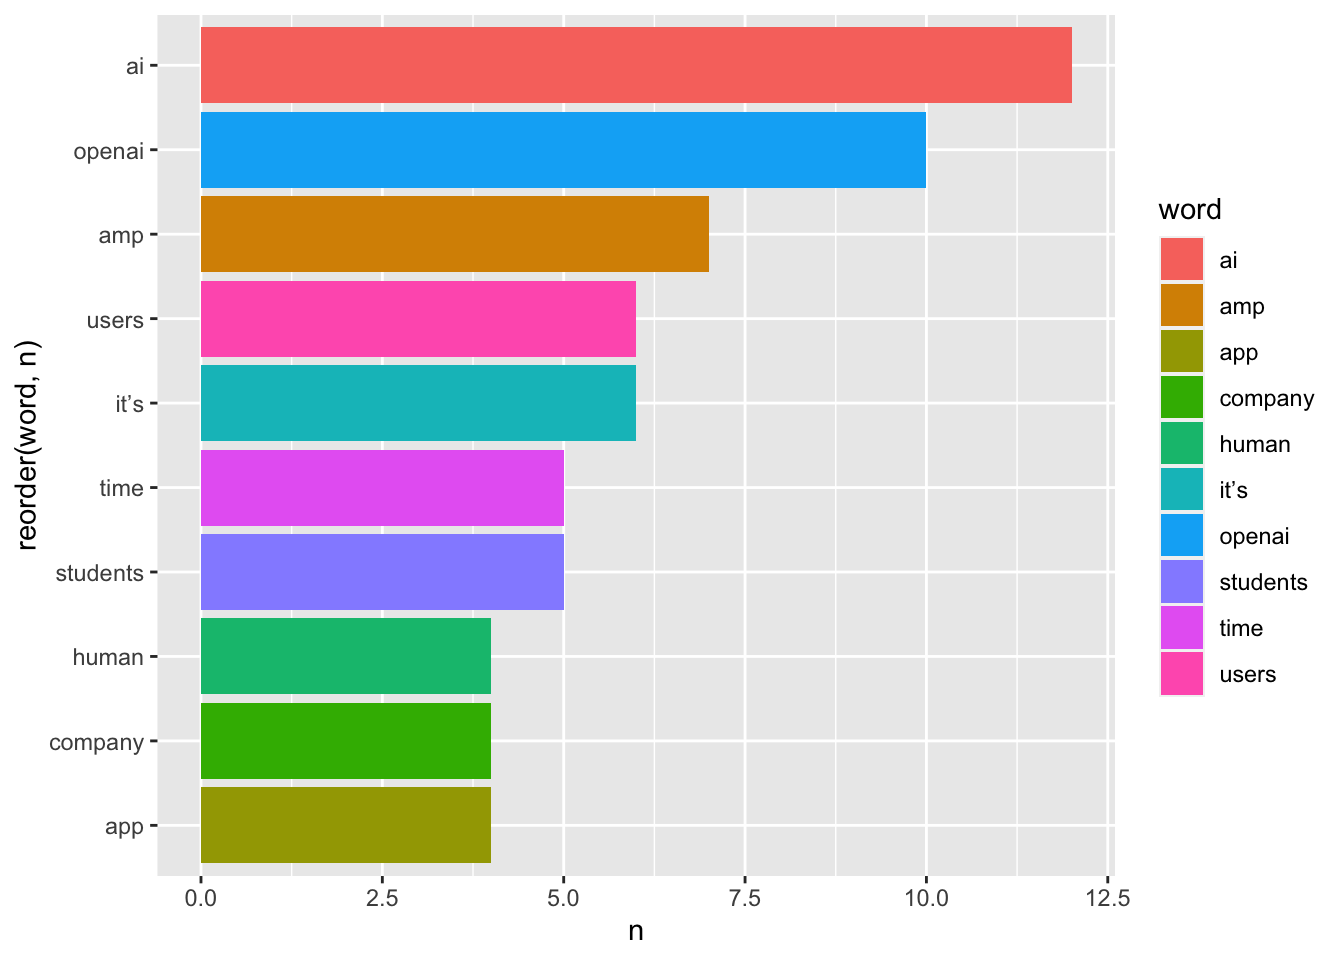 reorder(word, n)
ai
openai
amp
users
it’s
time
students
human
company
app
0.0 2.5 5.0 7.5 10.0 12.5
n
word
ai
amp
app
company
human
it’s
openai
students
time
users